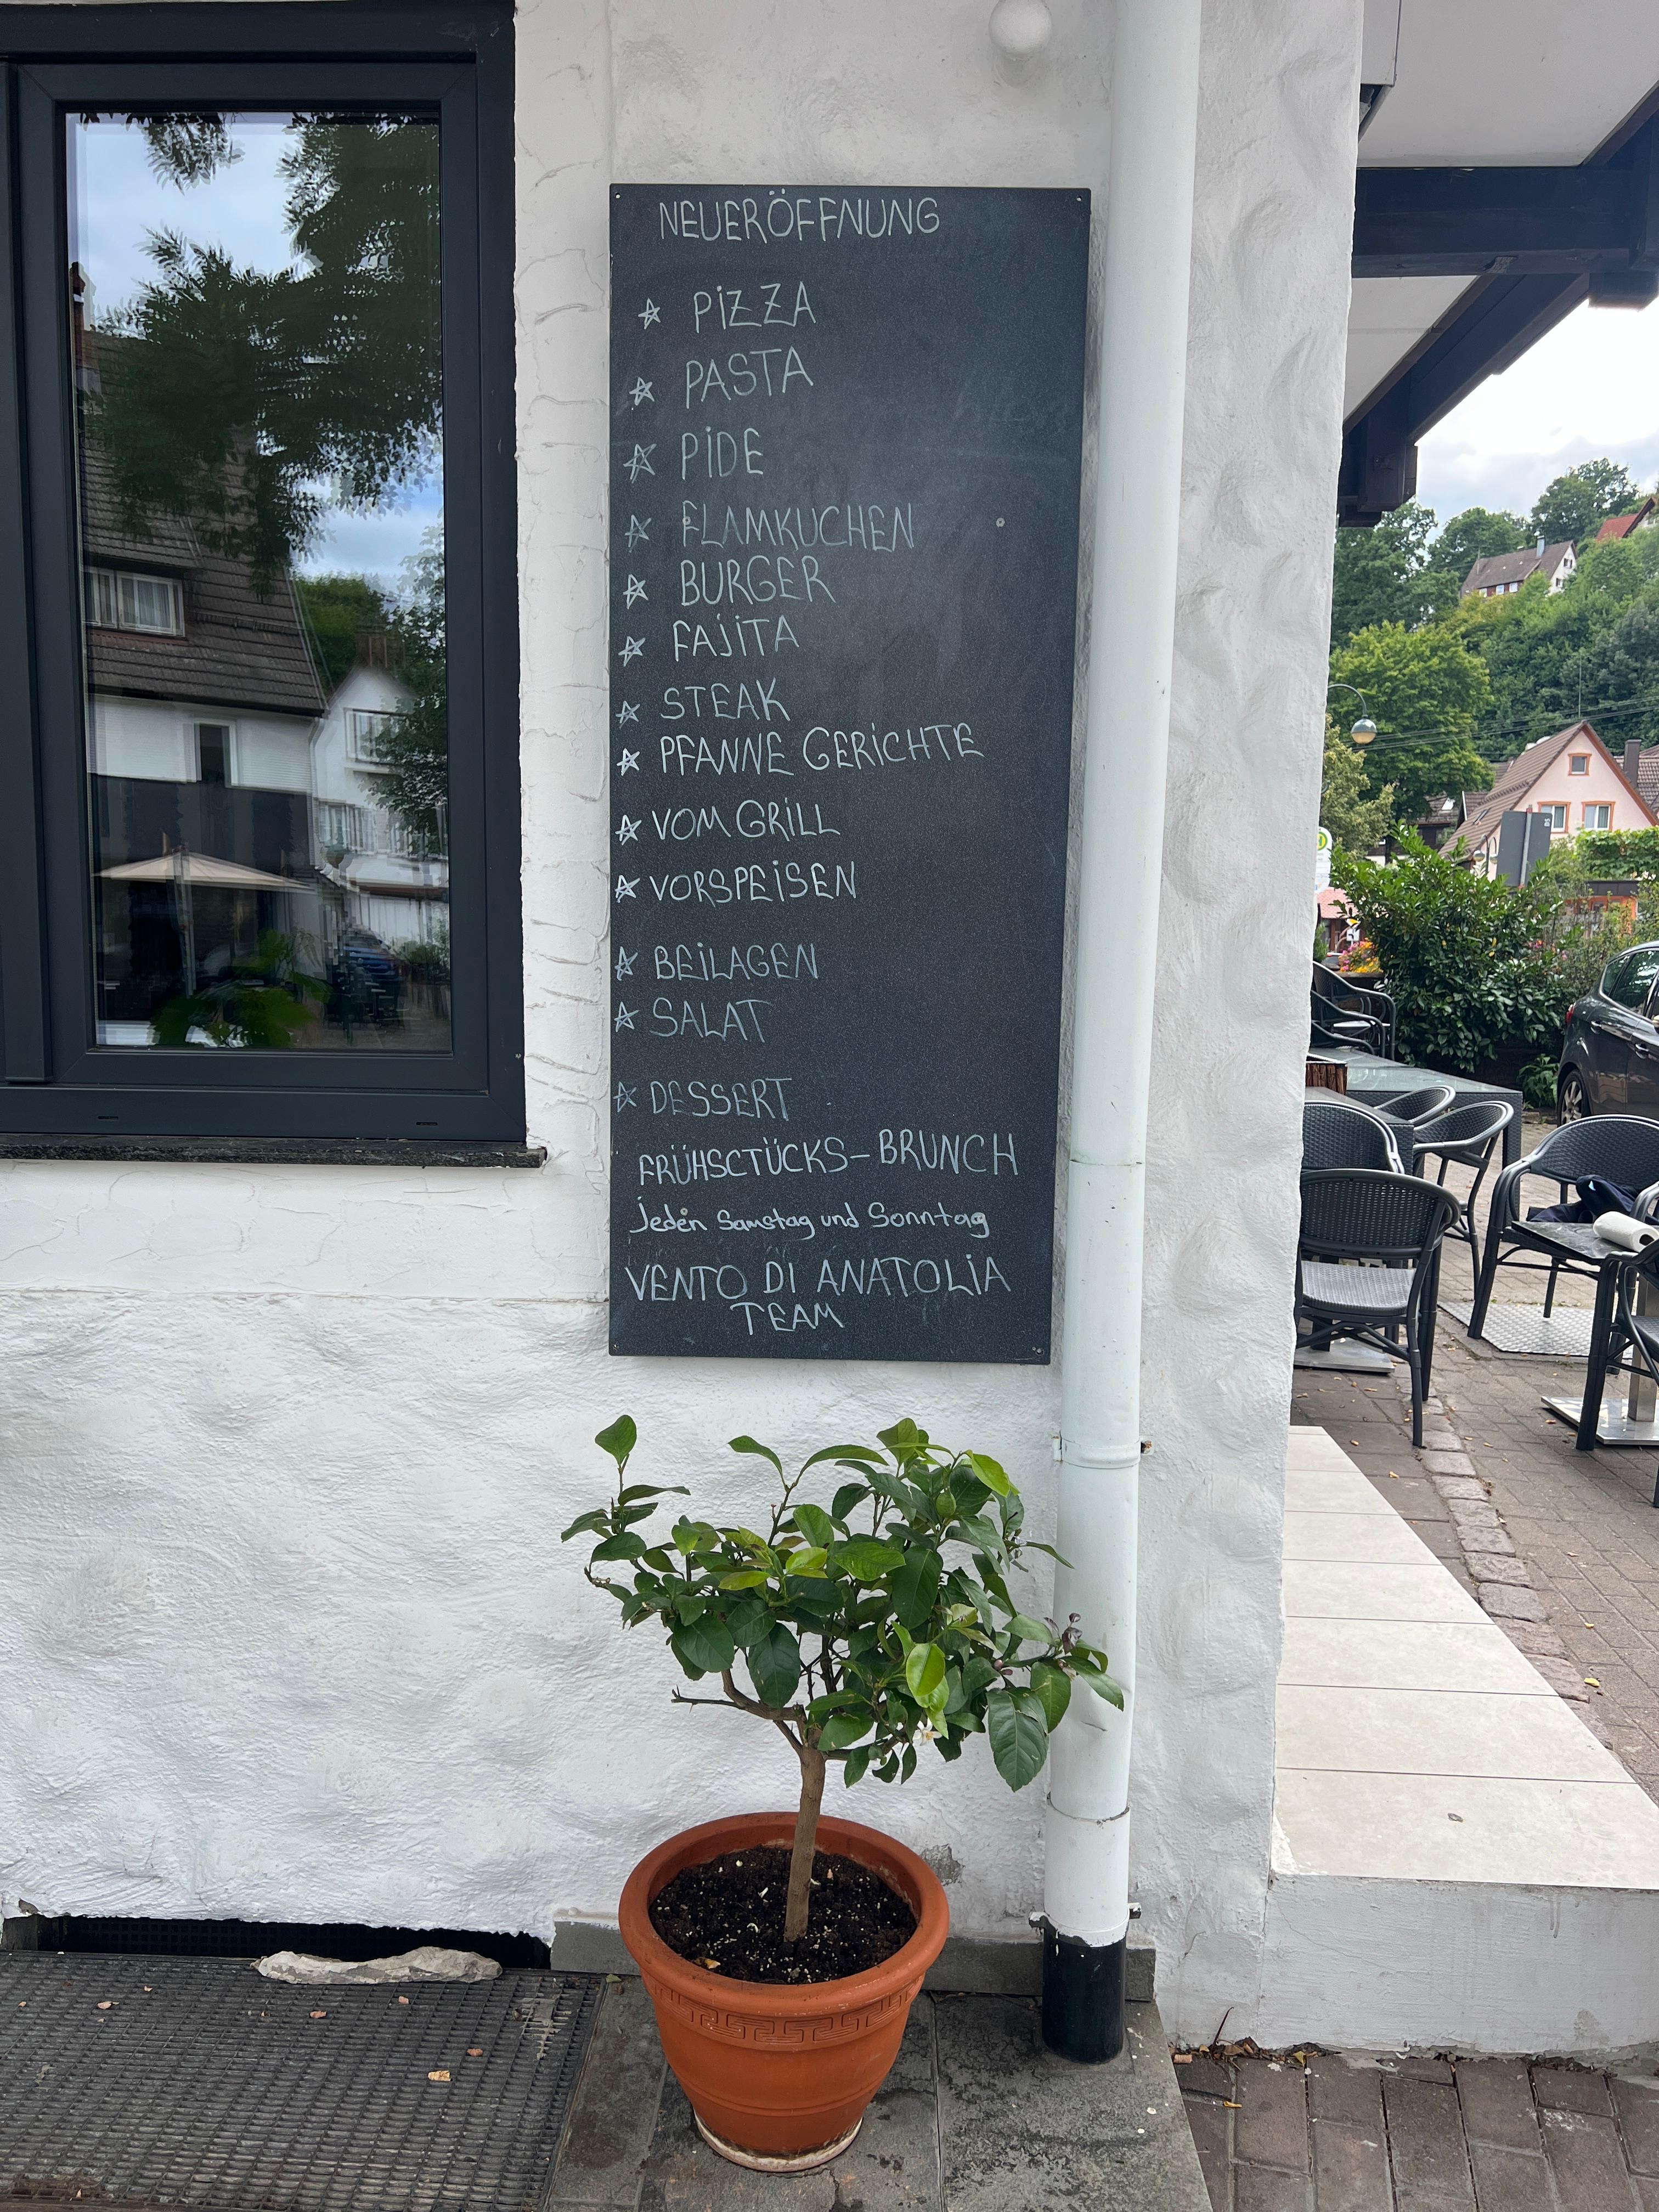 NEUERÖFFNUNG
PIZZA
PASTA
PIDE
FLAMKUCHEN
BURGER
FAJITA
STEAK
PFANNE GERICHTE
VOM GRILL
VORSPEISEN
BEILAGEN
SALAT
DESSERT
FRÜHSCTÜCKS-BRUNCH
Jeden Samstag und Sonntag
VENTO DI ANATOLIA
TEAM